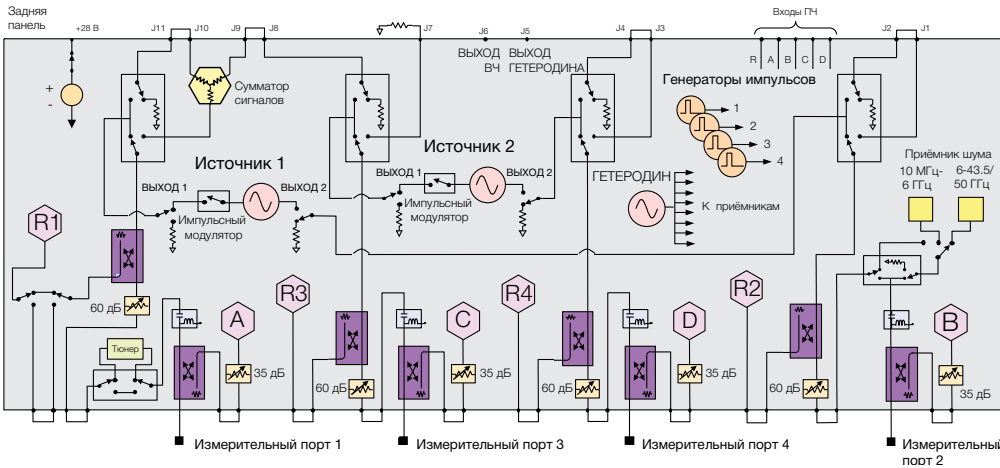 Задняя
панель
+28 В
J11
J10
J9
J8
J7
J6
J5
J4
J3
Входы ПЧ
J2
J1
ВЫХОД
ВЧ
ВЫХОД
ГЕТЕРОДИНА
R
A
B
C
D
+
-
Сумматор
сигналов
Генераторы импульсов
1
2
3
4
Источник 1
Источник 2
ВЫХОД 1
ВЫХОД 2
Импульсный
модулятор
ВЫХОД 1
ВЫХОД 2
Импульсный
модулятор
ГЕТЕРОДИН
К приёмникам
Приёмник шума
10 МГц-
6 ГГц
6-43.5/
50 ГГц
R1
60 дБ
Тюнер
A
35 дБ
R3
60 дБ
C
35 дБ
R4
60 дБ
D
35 дБ
R2
60 дБ
B
35 дБ
Измерительный порт 1
Измерительный порт 3
Измерительный порт 4
Измерительный
порт 2